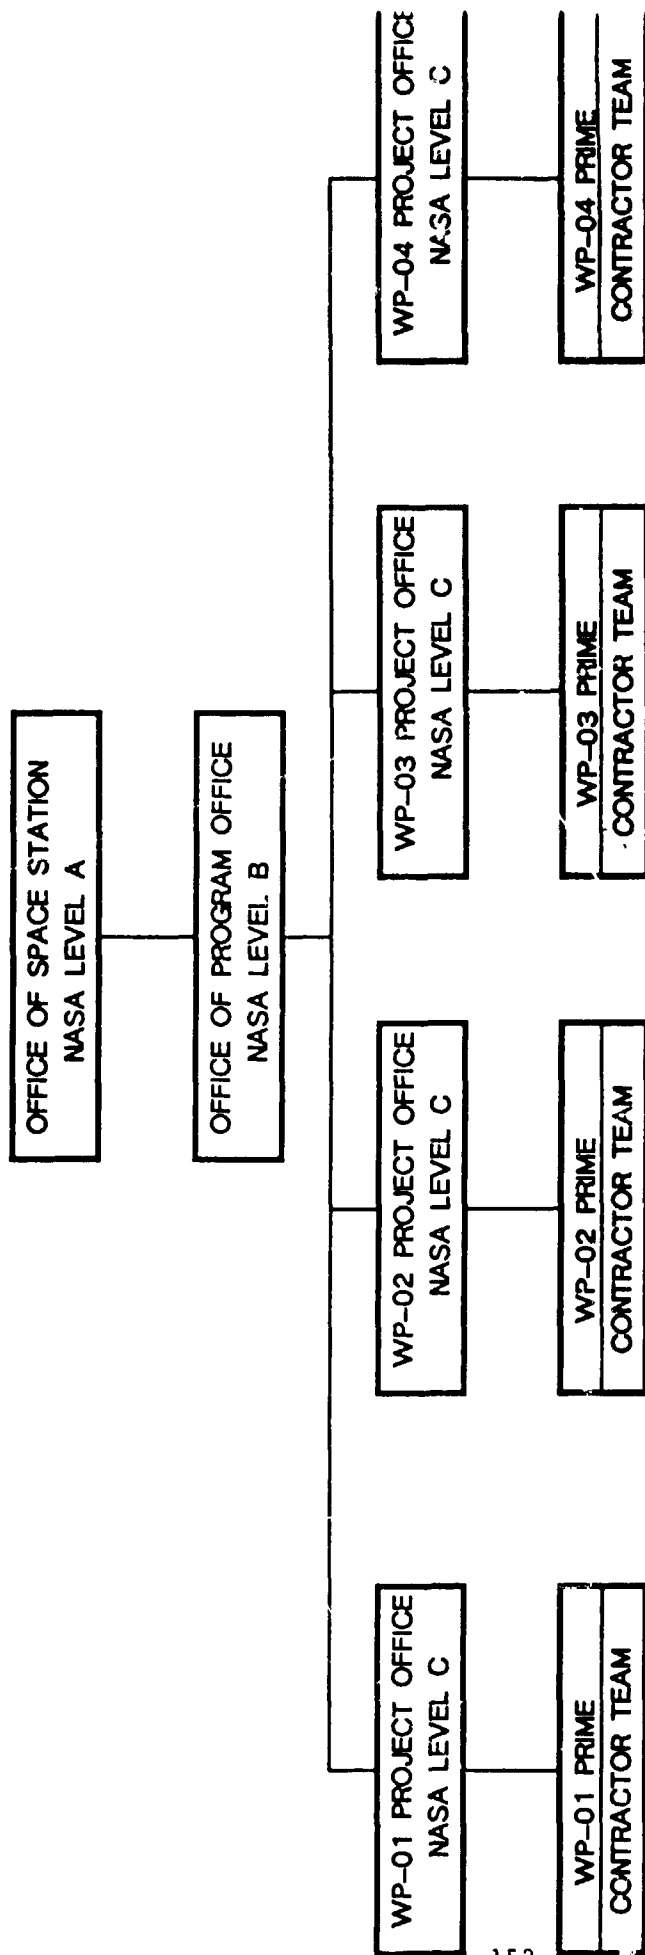 OFFICE OF SPACE STATION
NASA LEVEL A
OFFICE OF PROGRAM OFFICE
NASA LEVEL B
WP-01 PROJECT OFFICE
NASA LEVEL C
WP-02 PROJECT OFFICE
NASA LEVEL C
WP-03 PROJECT OFFICE
NASA LEVEL C
WP-04 PROJECT OFFICE
NASA LEVEL C
WP-01 PRIME
CONTRACTOR TEAM
WP-02 PRIME
CONTRACTOR TEAM
WP-03 PRIME
CONTRACTOR TEAM
WP-04 PRIME
CONTRACTOR TEAM